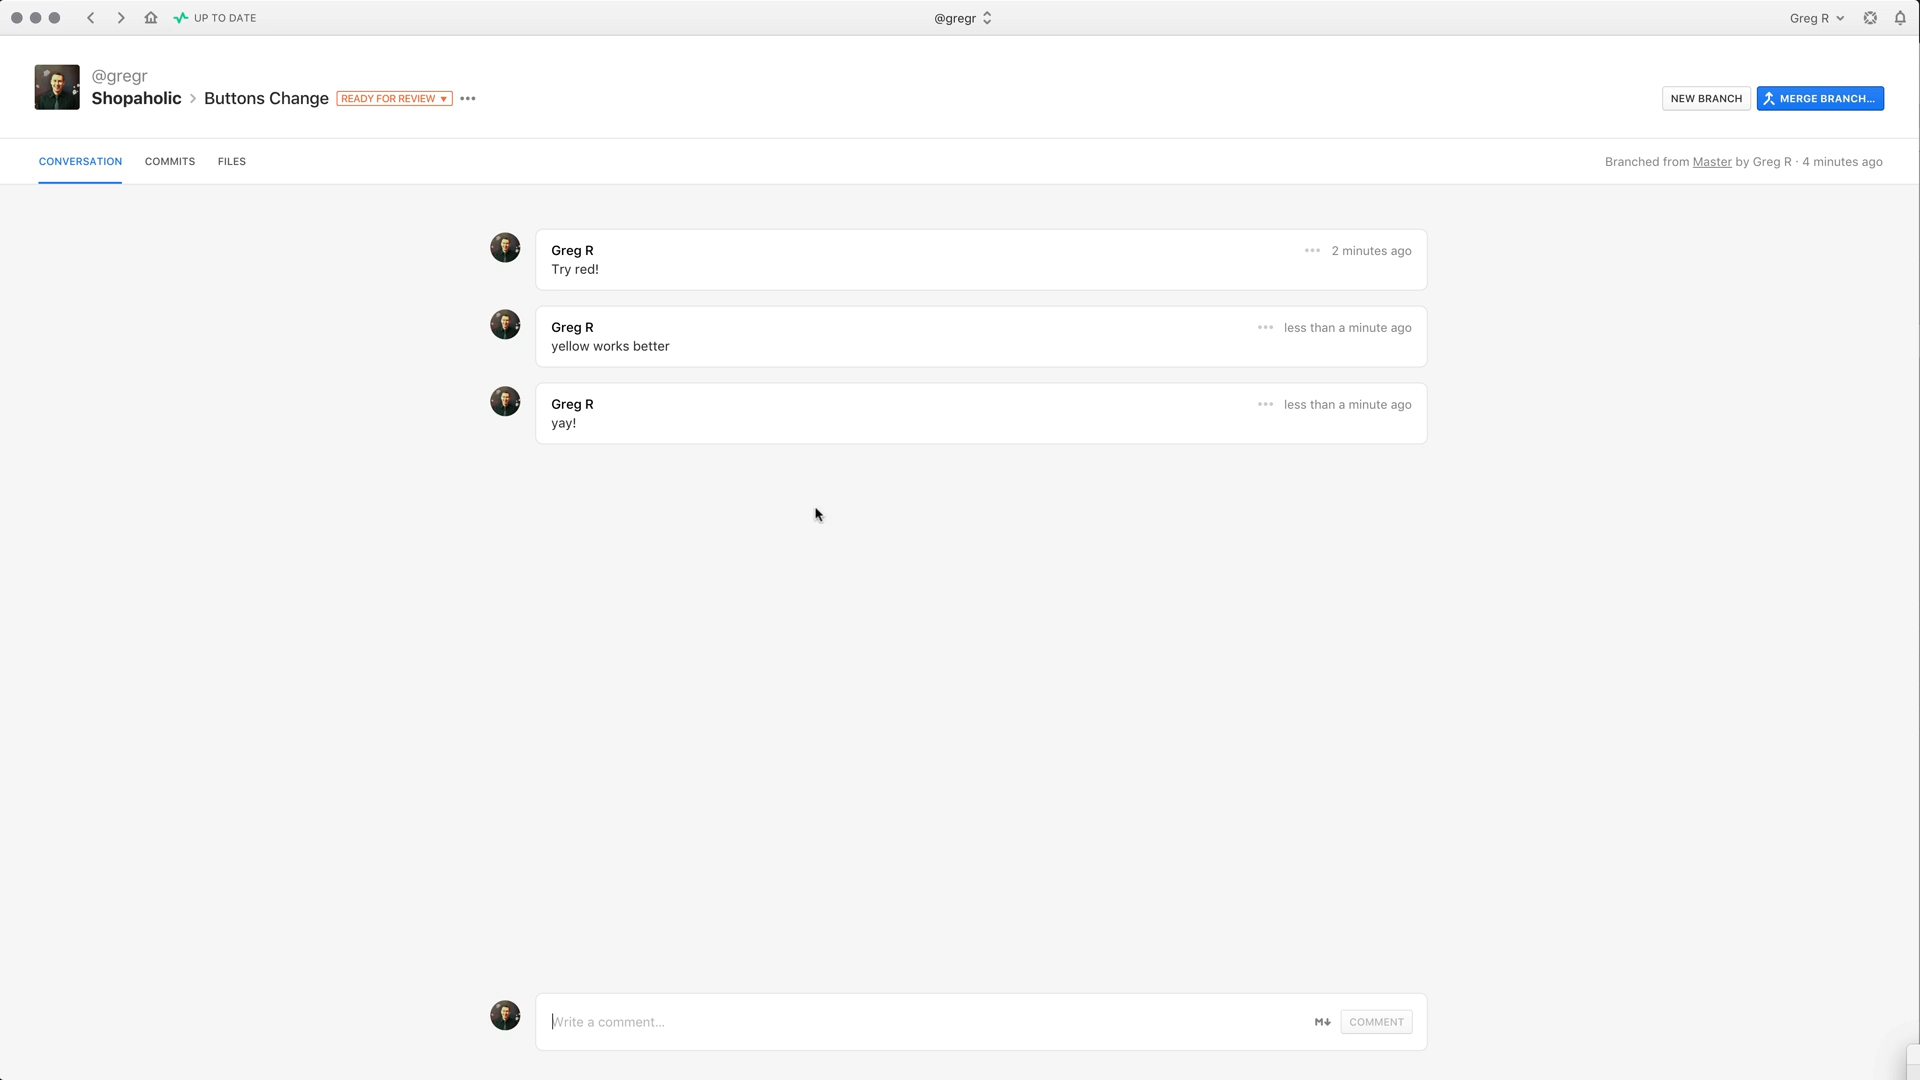 UP TO DATE
@gregr
Greg R
@gregr
Shopaholic > Buttons Change READY FOR REVIEW ▼ •••
NEW BRANCH
MERGE BRANCH...
CONVERSATION
COMMITS
FILES
Branched from Master by Greg R · 4 minutes ago
Greg R
••• 2 minutes ago
Try red!
Greg R
••• less than a minute ago
yellow works better
Greg R
••• less than a minute ago
yay!
Write a comment...
M↓
COMMENT